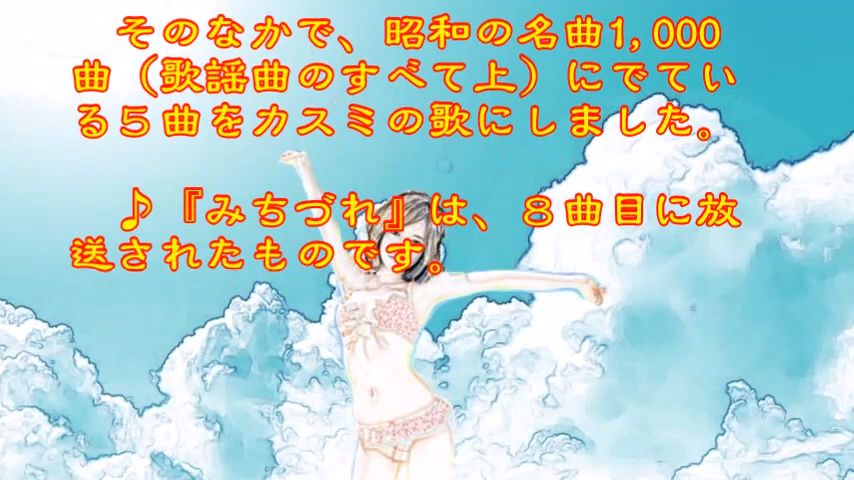 そのなかで、昭和の名曲1,000
曲（歌謡曲のすべて上）にでてい
る５曲をカスミの歌にしました。
♪『みちづれ』は、８曲目に放
送されたものです。